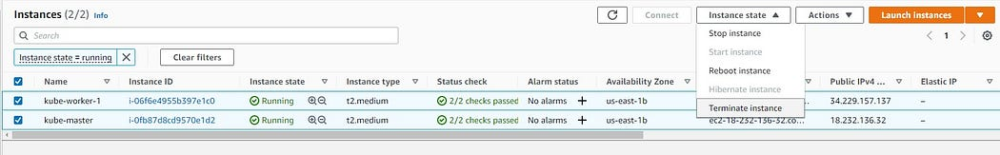 Instances (2/2) Info
Connect
Instance state ▲
Actions ▼
Launch instances ▼
Search
< 1 >
Instance state = running ×
Clear filters
Stop instance
Start instance
Reboot instance
Hibernate instance
Terminate instance
Name Instance ID Instance state Instance type Status check Alarm status Availability Zone Public IPv4 ... Elastic IP
kube-worker-1 i-06f6e4955b397e1c0 Running t2.medium 2/2 checks passed No alarms + us-east-1b 34.229.157.137 –
kube-master i-0fb87d8cd9570e1d2 Running t2.medium 2/2 checks passed No alarms + us-east-1b ec2-18-232-136-32.co... 18.232.136.32 –